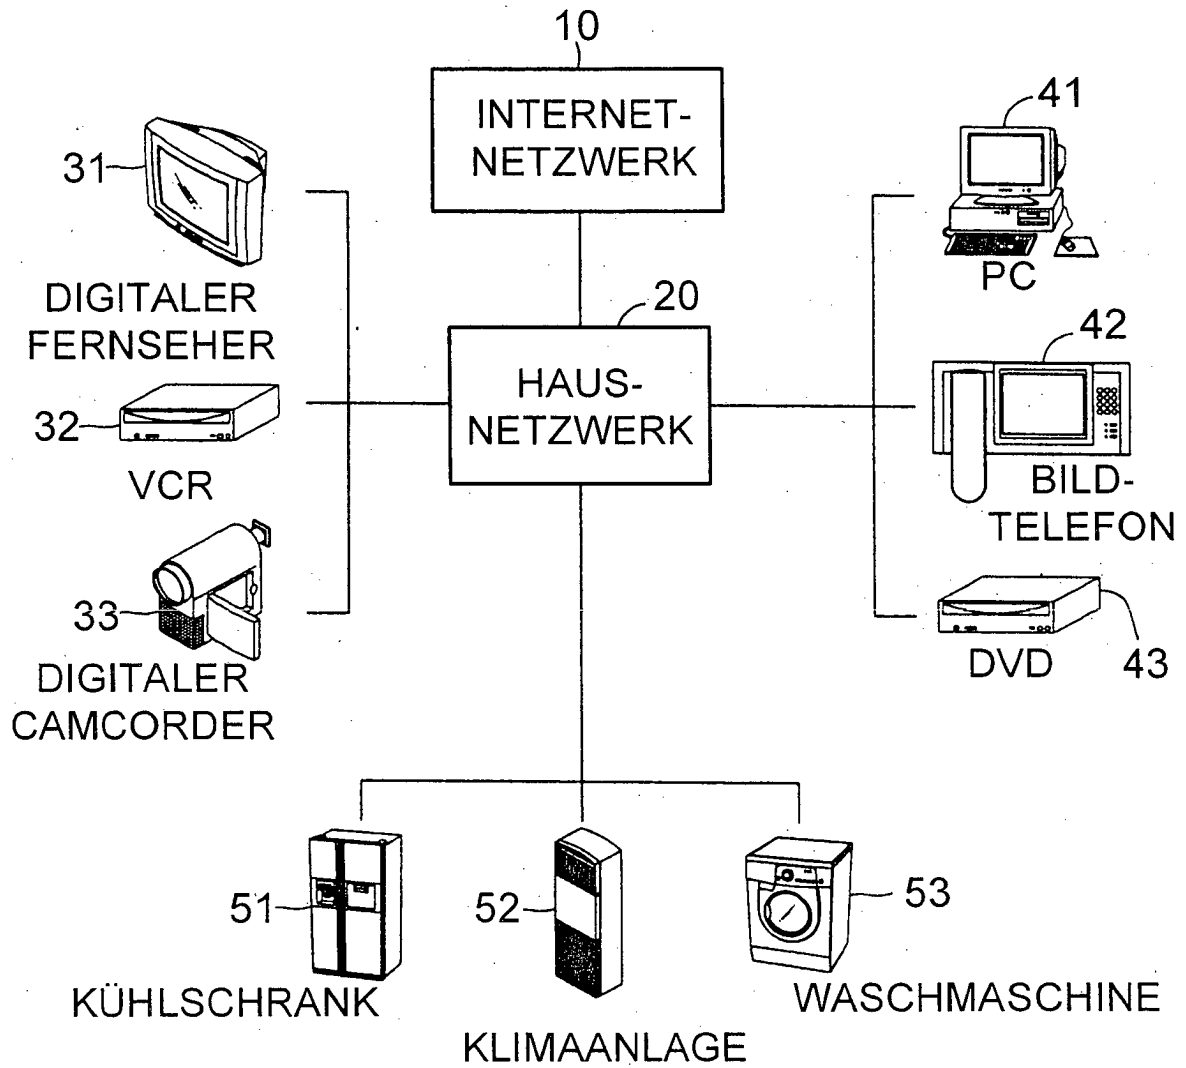 10
INTERNET-
NETZWERK
31
DIGITALER
FERNSEHER
41
PC
20
HAUS-
NETZWERK
32
VCR
42
BILD-
TELEFON
33
DIGITALER
CAMCORDER
DVD
43
51
KÜHLSCHRANK
52
KLIMAANLAGE
53
WASCHMASCHINE